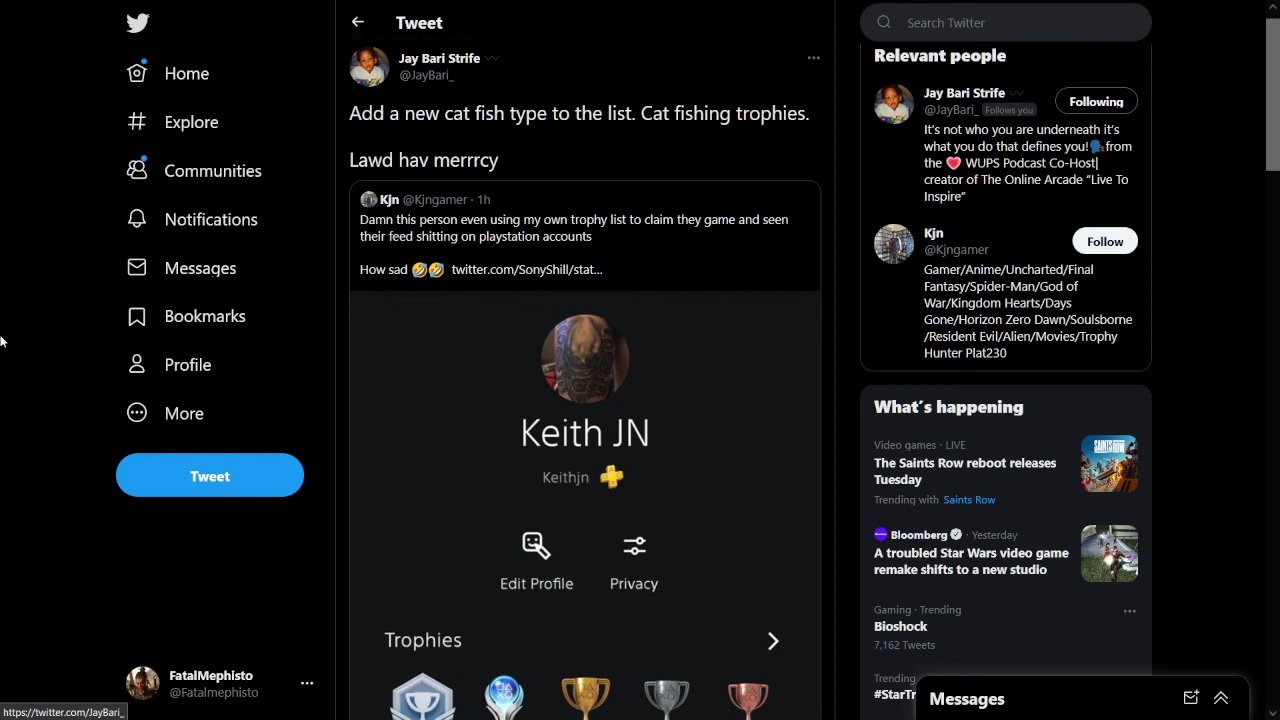 Home
Explore
Communities
Notifications
Messages
Bookmarks
Profile
More
Tweet
FatalMephisto
@Fatalmephisto
https://twitter.com/JayBari_
Tweet
Jay Bari Strife
@JayBari_
Add a new cat fish type to the list. Cat fishing trophies.
Lawd hav merrrcy
Kjn @Kjngamer · 1h
Damn this person even using my own trophy list to claim they game and seen
their feed shitting on playstation accounts
How sad 🤣🤣 twitter.com/SonyShill/stat...
Keith JN
Keithjn
Edit Profile
Privacy
Trophies
Search Twitter
Relevant people
Jay Bari Strife
@JayBari_ Follows you
Following
It's not who you are underneath it's
what you do that defines you!🗣️from
the ❤️ WUPS Podcast Co-Host|
creator of The Online Arcade “Live To
Inspire”
Kjn
@Kjngamer
Follow
Gamer/Anime/Uncharted/Final
Fantasy/Spider-Man/God of
War/Kingdom Hearts/Days
Gone/Horizon Zero Dawn/Soulsborne
/Resident Evil/Alien/Movies/Trophy
Hunter Plat230
What's happening
Video games · LIVE
The Saints Row reboot releases
Tuesday
Trending with Saints Row
SAINTS ROW
Bloomberg · Yesterday
A troubled Star Wars video game
remake shifts to a new studio
Gaming · Trending
Bioshock
7,162 Tweets
Trending
#StarTr
Messages